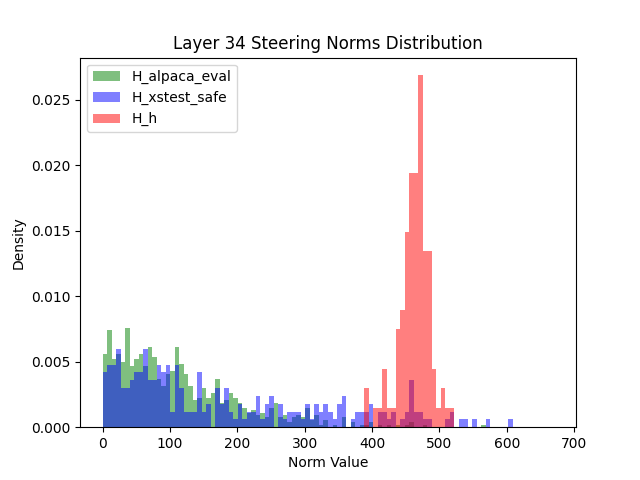 Layer 34 Steering Norms Distribution
H_alpaca_eval
H_xstest_safe
H_h
Density
0.025
0.020
0.015
0.010
0.005
0.000
0 100 200 300 400 500 600 700
Norm Value